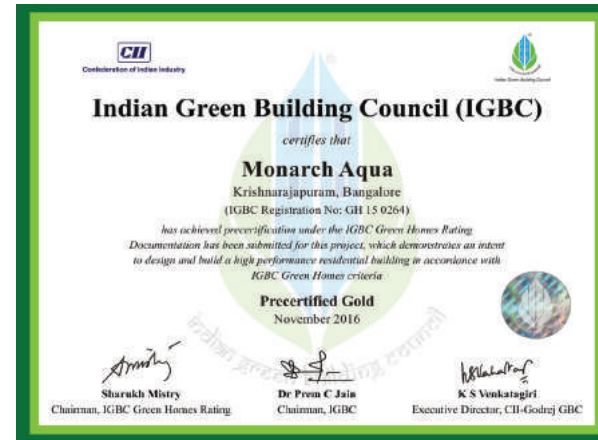 CII
Confederation of Indian Industry
Indian Green Building Council
Indian Green Building Council (IGBC)
certifies that
Monarch Aqua
Krishnarajapuram, Bangalore
(IGBC Registration No: GH 15 0264)
has achieved precertification under the IGBC Green Homes Rating
Documentation has been submitted for this project, which demonstrates an intent
to design and build a high performance residential building in accordance with
IGBC Green Homes criteria
Precertified Gold
November 2016
indian green building council
Sharukh Mistry
Chairman, IGBC Green Homes Rating
Dr Prem C Jain
Chairman, IGBC
K S Venkatagiri
Executive Director, CII-Godrej GBC